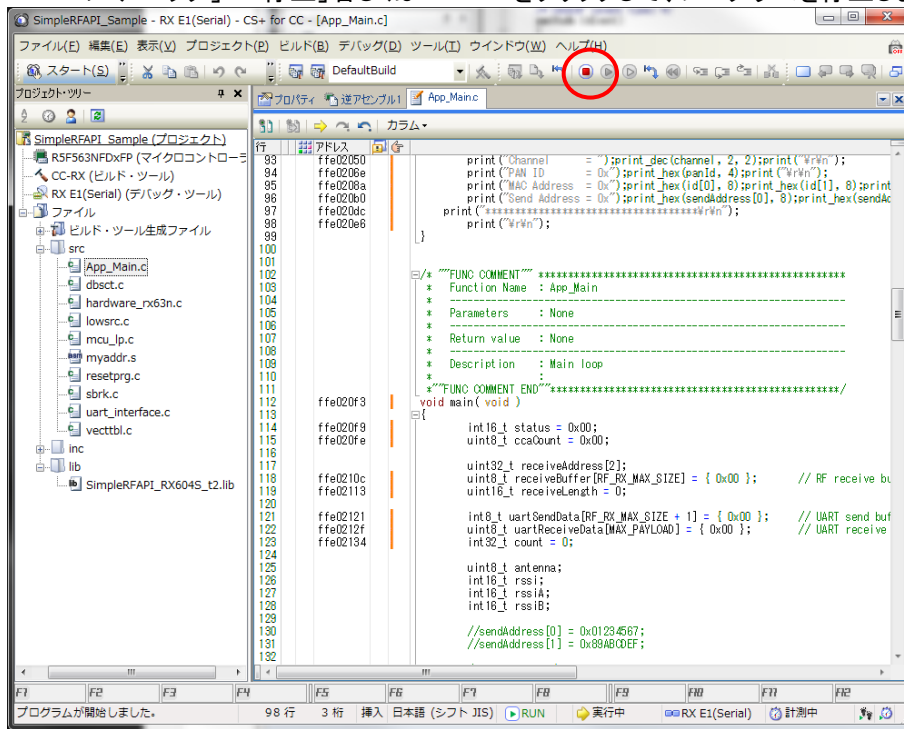 SimpleRFAPI_Sample - RX E1(Serial) - CS+ for CC - [App_Main.c]
ファイル(F) 編集(E) 表示(V) プロジェクト(P) ビルド(B) デバッグ(D) ツール(T) ウインドウ(W) ヘルプ(H)
スタート(S) DefaultBuild
プロジェクト・ツリー
プロパティ 逆アセンブル1 App_Main.c
カラム
SimpleRFAPI_Sample (プロジェクト)
R5F563NFDxFP (マイクロコントローラ
CC-RX (ビルド・ツール)
RX E1(Serial) (デバッグ・ツール)
ファイル
ビルド・ツール生成ファイル
src
App_Main.c
dbsct.c
hardware_rx63n.c
lowsrc.c
mcu_lp.c
myaddr.s
resetprg.c
sbrk.c
uart_interface.c
vecttbl.c
inc
lib
SimpleRFAPI_RX604S_t2.lib
行 アドレス
93 ffe02050 print("Channel = ");print_dec(channel, 2, 2);print("¥r¥n");
94 ffe0206e print("PAN ID = 0x");print_hex(panId, 4);print("¥r¥n");
95 ffe0208a print("MAC Address = 0x");print_hex(id[0], 8);print_hex(id[1], 8);print
96 ffe020b0 print("Send Address = 0x");print_hex(sendAddress[0], 8);print_hex(sendAd
97 ffe020dc print("***********************************¥r¥n");
98 ffe020e6 print("¥r¥n");
99 }
100
101
102 /* """FUNC COMMENT""" ****************************************************
103 * Function Name : App_Main
104 * -------------------------------------------------------------------
105 * Parameters : None
106 * -------------------------------------------------------------------
107 * Return value : None
108 * -------------------------------------------------------------------
109 * Description : Main loop
110 * :
111 *"""FUNC COMMENT END"""*************************************************/
112 ffe020f3 void main( void )
113 {
114 ffe020f9 int16_t status = 0x00;
115 ffe020fe uint8_t ccaCount = 0x00;
116
117 uint32_t receiveAddress[2];
118 ffe0210c uint8_t receiveBuffer[RF_RX_MAX_SIZE] = { 0x00 }; // RF receive bu
119 ffe02113 uint16_t receiveLength = 0;
120
121 ffe02121 int8_t uartSendData[RF_RX_MAX_SIZE + 1] = { 0x00 }; // UART send buf
122 ffe0212f uint8_t uartReceiveData[MAX_PAYLOAD] = { 0x00 }; // UART receive
123 ffe02134 int32_t count = 0;
124
125 uint8_t antenna;
126 int16_t rssi;
127 int16_t rssiA;
128 int16_t rssiB;
129
130 //sendAddress[0] = 0x01234567;
131 //sendAddress[1] = 0x89ABCDEF;
132
F1 F2 F3 F4 F5 F6 F7 F8 F9 F10 F11 F12
プログラムが開始しました。 98 行 3 桁 挿入 日本語 (シフト JIS) RUN 実行中 RX E1(Serial) 計測中